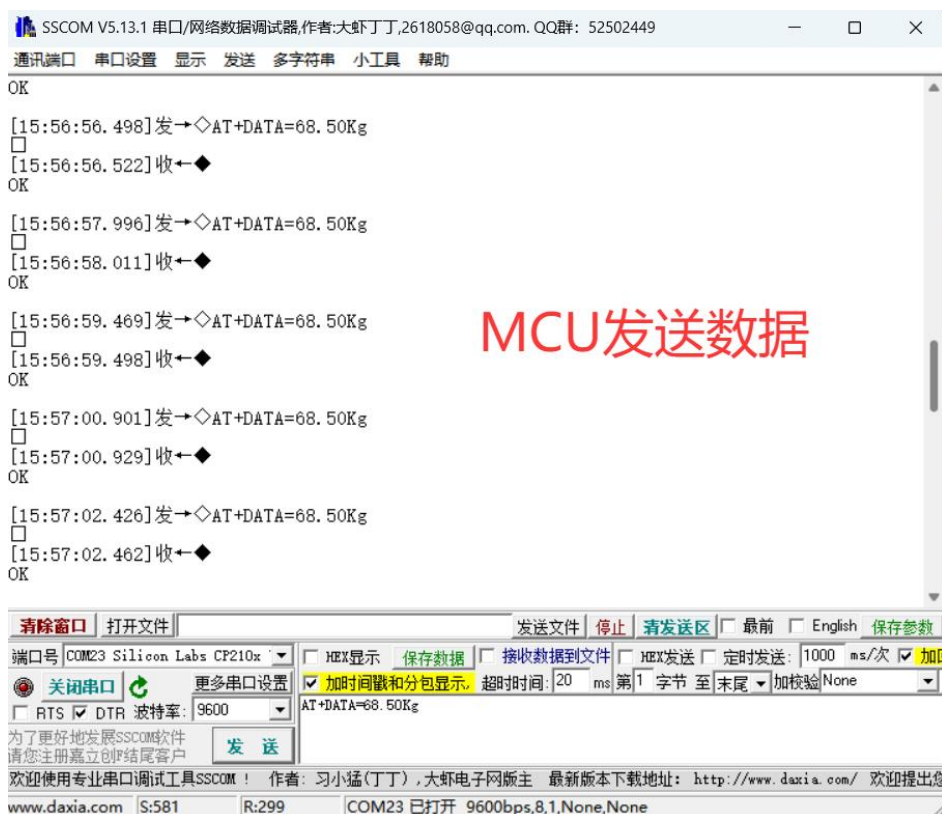 SSCOM V5.13.1 串口/网络数据调试器,作者:大虾丁丁,2618058@qq.com. QQ群: 52502449
通讯端口 串口设置 显示 发送 多字符串 小工具 帮助
OK
[15:56:56.498]发→◇AT+DATA=68.50Kg
□
[15:56:56.522]收←◆
OK
[15:56:57.996]发→◇AT+DATA=68.50Kg
□
[15:56:58.011]收←◆
OK
[15:56:59.469]发→◇AT+DATA=68.50Kg
□
[15:56:59.498]收←◆
OK
MCU发送数据
[15:57:00.901]发→◇AT+DATA=68.50Kg
□
[15:57:00.929]收←◆
OK
[15:57:02.426]发→◇AT+DATA=68.50Kg
□
[15:57:02.462]收←◆
OK
清除窗口 打开文件 发送文件 停止 清发送区 最前 English 保存参数
端口号 COM23 Silicon Labs CP210x HEX显示 保存数据 接收数据到文件 HEX发送 定时发送: 1000 ms/次 加回
关闭串口 更多串口设置 加时间戳和分包显示, 超时时间: 20 ms 第 1 字节 至 末尾 加校验 None
RTS DTR 波特率: 9600 AT+DATA=68.50Kg
为了更好地发展SSCOM软件
请您注册嘉立创F结尾客户
发 送
欢迎使用专业串口调试工具SSCOM ! 作者: 习小猛(丁丁),大虾电子网版主 最新版本下载地址: http://www.daxia.com/ 欢迎提出您
www.daxia.com S:581 R:299 COM23 已打开 9600bps,8,1,None,None